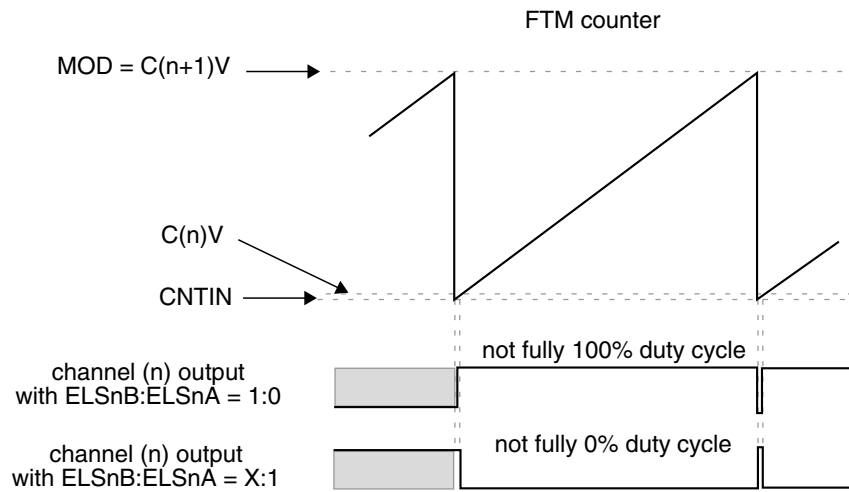 FTM counter
MOD = C(n+1)V
C(n)V
CNTIN
not fully 100% duty cycle
channel (n) output
with ELSnB:ELSnA = 1:0
not fully 0% duty cycle
channel (n) output
with ELSnB:ELSnA = X:1